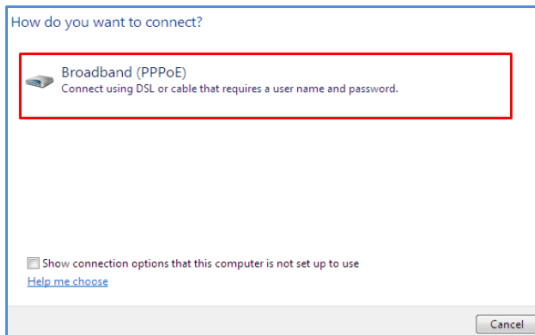 How do you want to connect?
Broadband (PPPoE)
Connect using DSL or cable that requires a user name and password.
Show connection options that this computer is not set up to use
Help me choose
Cancel